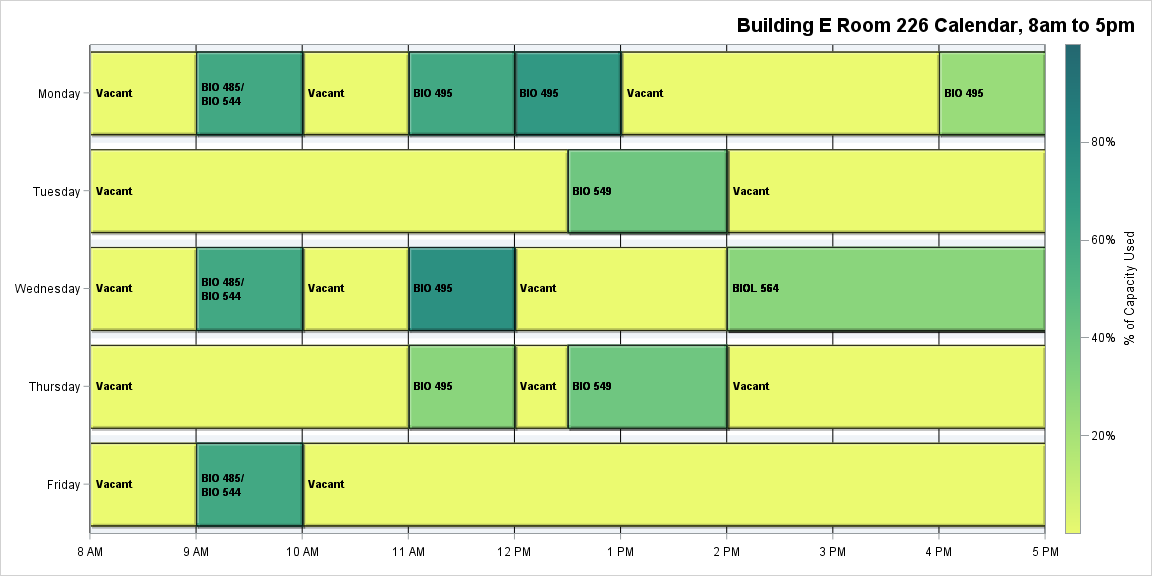 Building E Room 226 Calendar, 8am to 5pm
Monday
Vacant
BIO 485/
BIO 544
Vacant
BIO 495
BIO 495
Vacant
BIO 495
Tuesday
Vacant
BIO 549
Vacant
Wednesday
Vacant
BIO 485/
BIO 544
Vacant
BIO 495
Vacant
BIOL 564
Thursday
Vacant
BIO 495
Vacant
BIO 549
Vacant
Friday
Vacant
BIO 485/
BIO 544
Vacant
8 AM
9 AM
10 AM
11 AM
12 PM
1 PM
2 PM
3 PM
4 PM
5 PM
80%
60%
40%
20%
% of Capacity Used